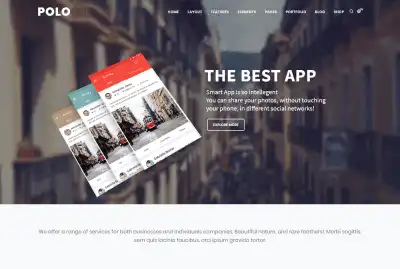 POLO
HOME LAYOUT FEATURES ELEMENTS PAGES PORTFOLIO BLOG SHOP
THE BEST APP
Smart App is so intellegent
You can share your photos, without touching
your phone, in different social networks!
EXPLORE MORE
We offer a range of services for both businesses and individuals companies. Beautiful nature, and rare feathers!. Morbi sagittis,
sem quis lacinia faucibus, orci ipsum gravida tortor.